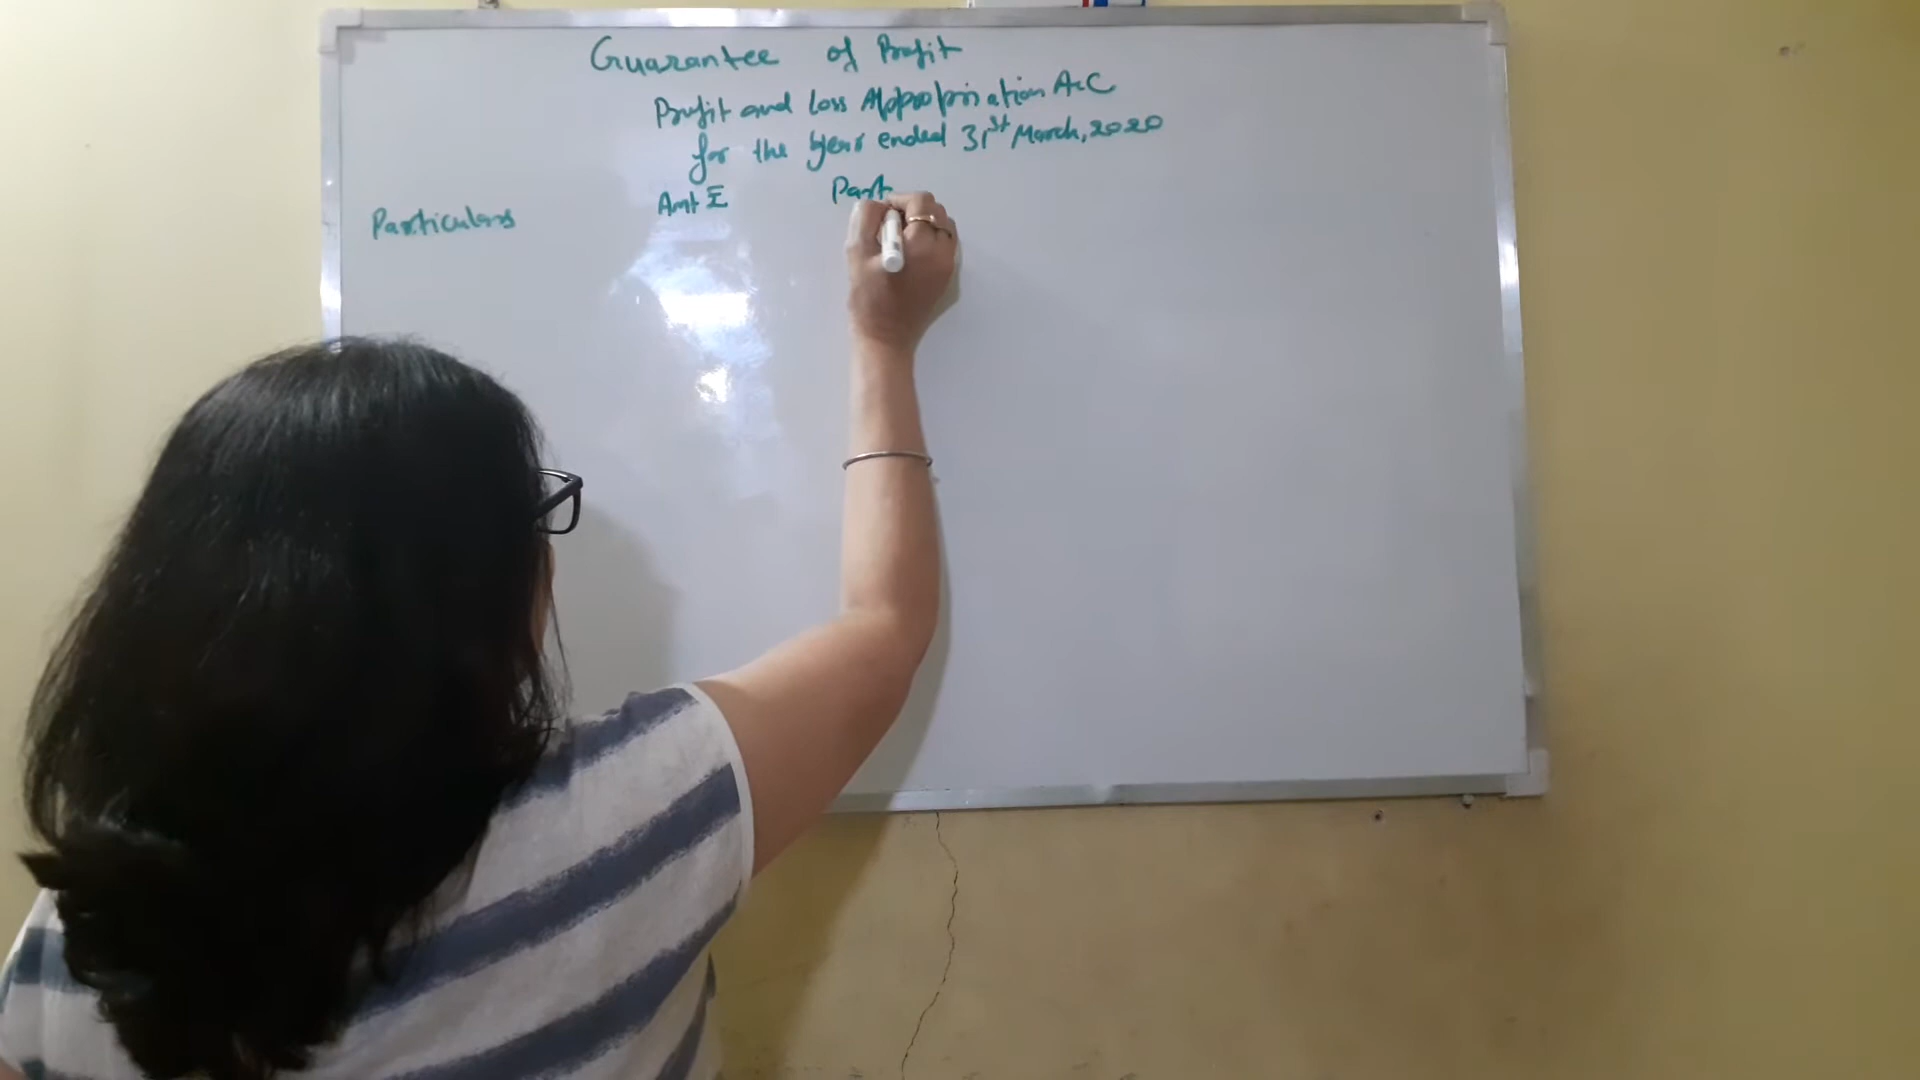 Guarantee of Profit
Profit and Loss Appropriation A/C
for the Year ended 31st March, 2020
Particulars Amt ₹ Part